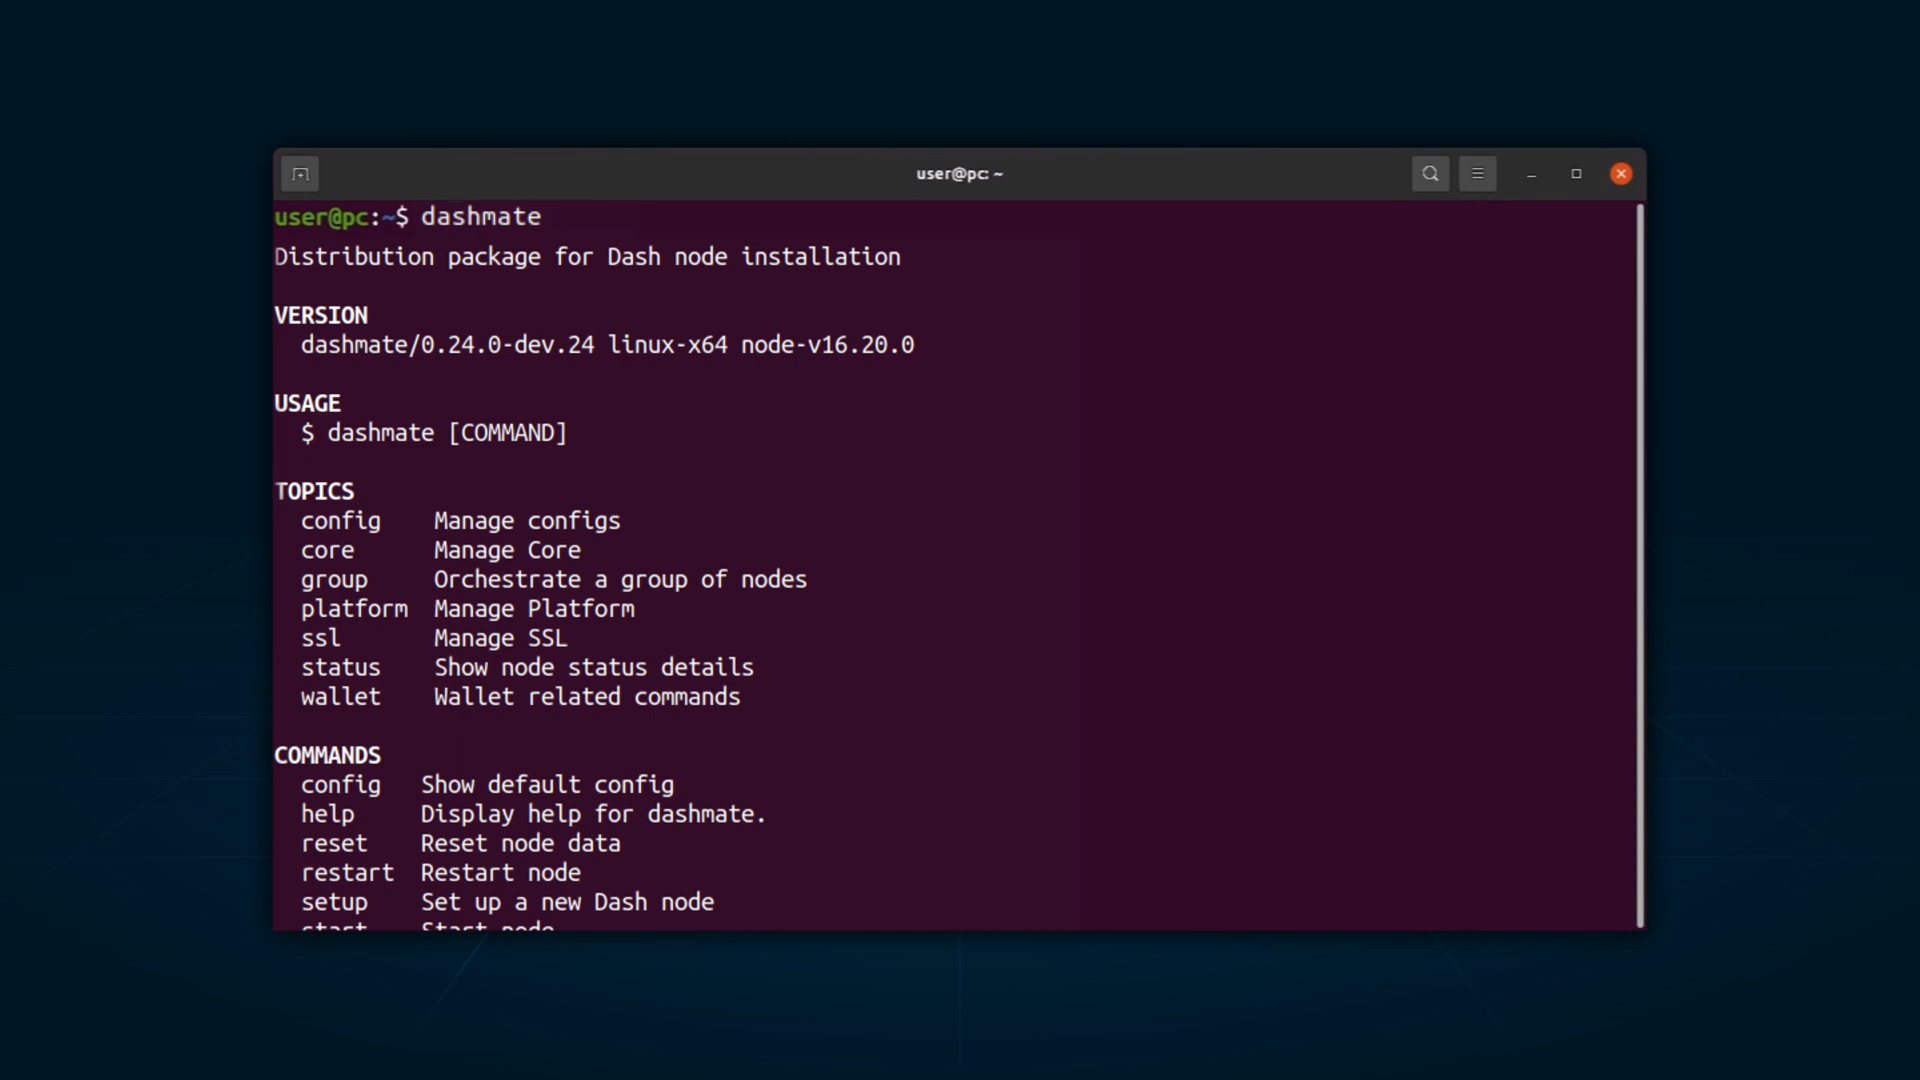 user@pc: ~
user@pc:~$ dashmate
Distribution package for Dash node installation
VERSION
dashmate/0.24.0-dev.24 linux-x64 node-v16.20.0
USAGE
$ dashmate [COMMAND]
TOPICS
config Manage configs
core Manage Core
group Orchestrate a group of nodes
platform Manage Platform
ssl Manage SSL
status Show node status details
wallet Wallet related commands
COMMANDS
config Show default config
help Display help for dashmate.
reset Reset node data
restart Restart node
setup Set up a new Dash node
start Start node